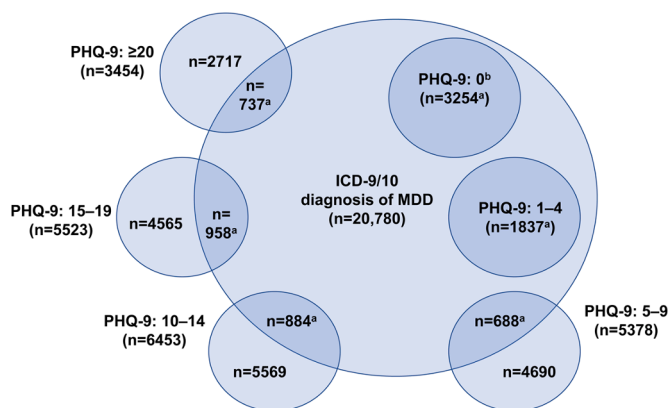 PHQ-9: ≥20
(n=3454)
n=2717
n=
737ᵃ
PHQ-9: 0ᵇ
(n=3254ᵃ)
ICD-9/10
diagnosis of MDD
(n=20,780)
PHQ-9: 15–19
(n=5523)
n=4565
n=
958ᵃ
PHQ-9: 1–4
(n=1837ᵃ)
PHQ-9: 10–14
(n=6453)
n=884ᵃ
n=5569
n=688ᵃ
n=4690
PHQ-9: 5–9
(n=5378)